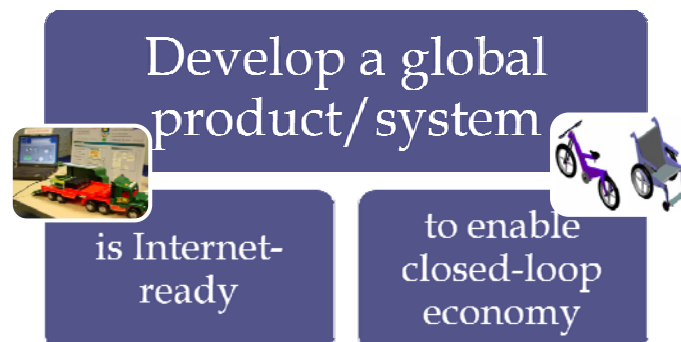 Develop a global
product/system
is Internet-
ready
to enable
closed-loop
economy